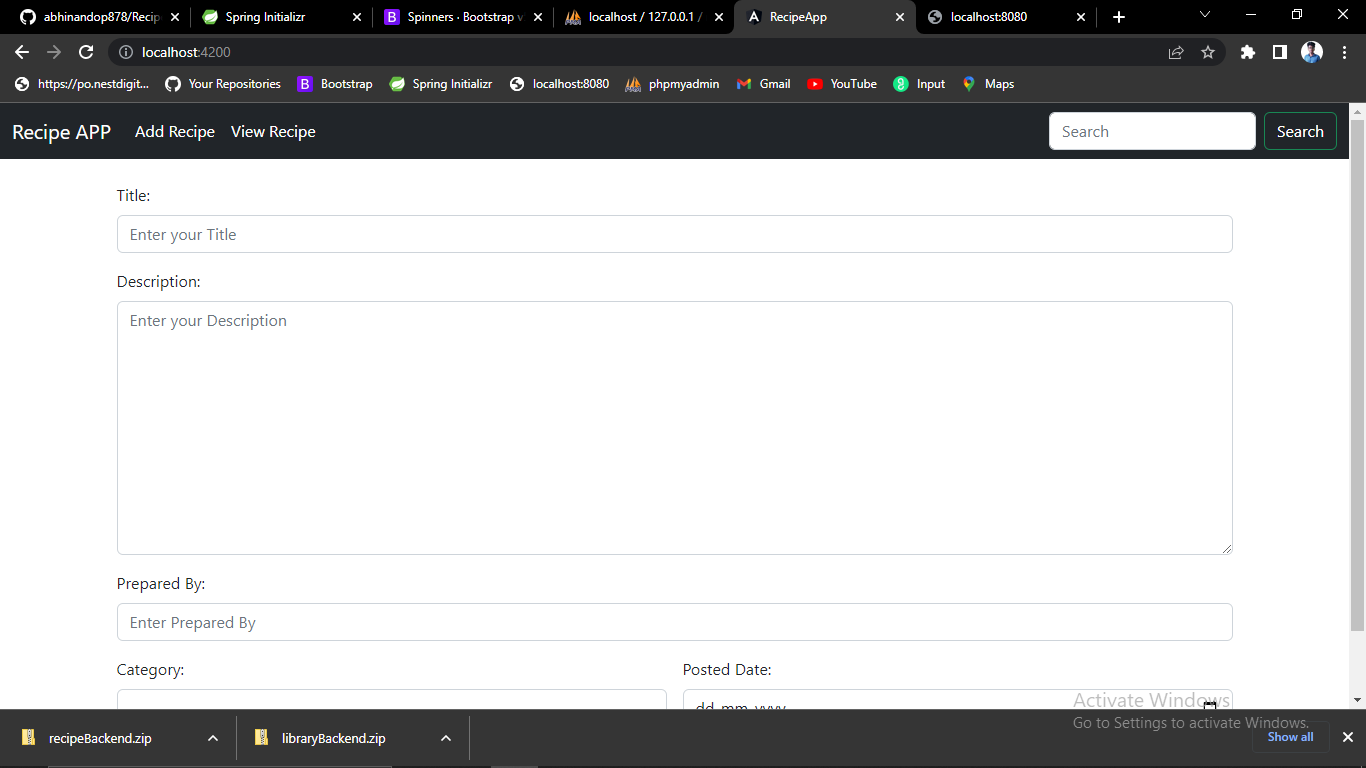 abhinandop878/Recip
Spring Initializr
Spinners · Bootstrap v
localhost / 127.0.0.1 /
RecipeApp
localhost:8080
localhost:4200
https://po.nestdigit...
Your Repositories
Bootstrap
Spring Initializr
localhost:8080
phpmyadmin
Gmail
YouTube
Input
Maps
Recipe APP
Add Recipe
View Recipe
Search
Search
Title:
Enter your Title
Description:
Enter your Description
Prepared By:
Enter Prepared By
Category:
Posted Date:
dd-mm-yyyy
Activate Windows
Go to Settings to activate Windows.
recipeBackend.zip
libraryBackend.zip
Show all